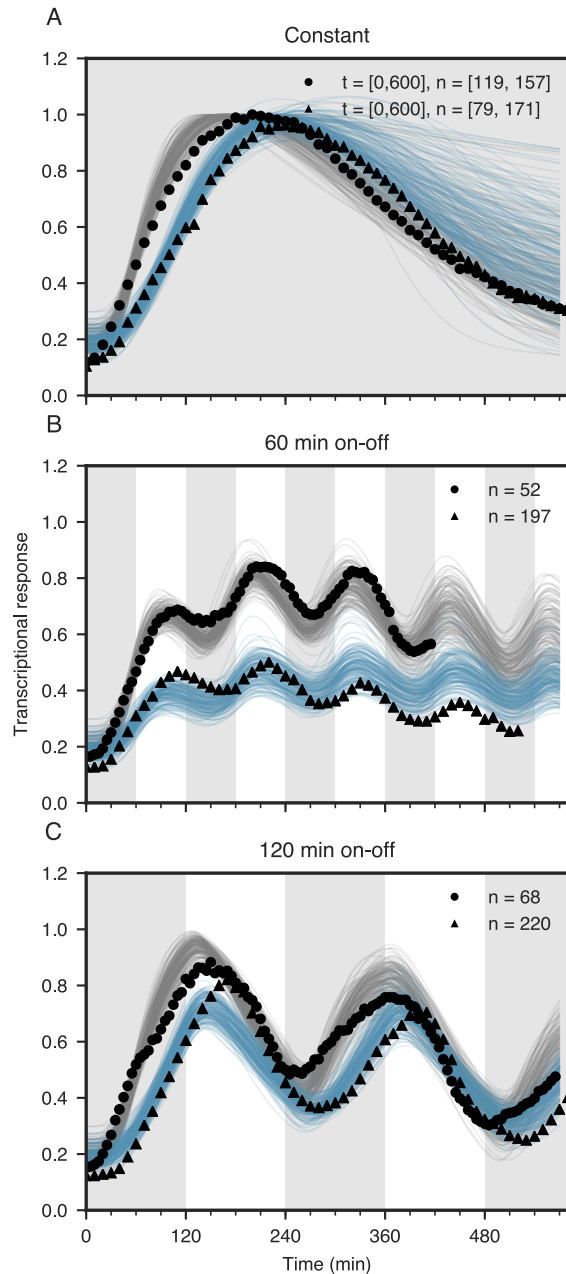 A
Constant
1.2
t = [0,600], n = [119, 157]
t = [0,600], n = [79, 171]
1.0
0.8
0.6
0.4
0.2
0.0
B
60 min on-off
1.2
n = 52
n = 197
1.0
0.8
0.6
0.4
0.2
0.0
Transcriptional response
C
120 min on-off
1.2
n = 68
n = 220
1.0
0.8
0.6
0.4
0.2
0.0
0 120 240 360 480
Time (min)